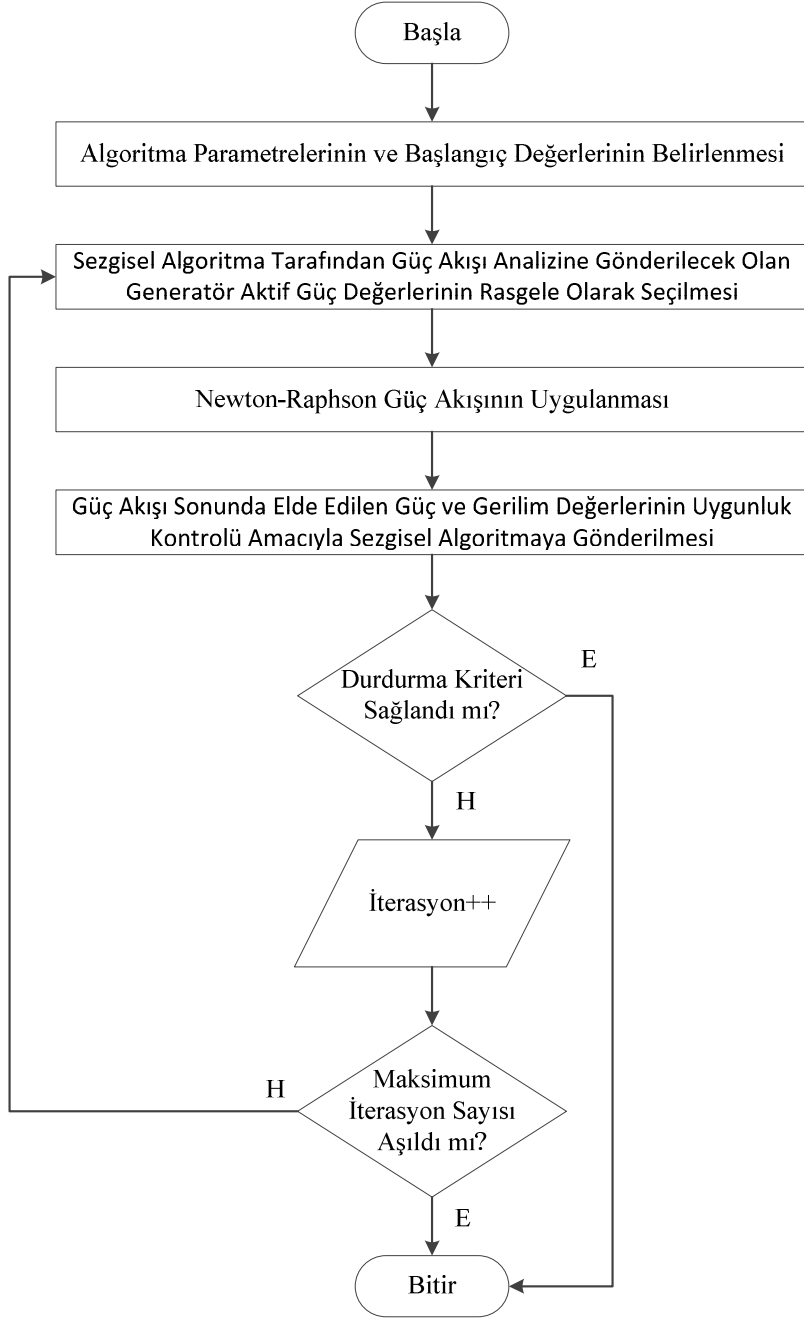 Başla
Algoritma Parametrelerinin ve Başlangıç Değerlerinin Belirlenmesi
Sezgisel Algoritma Tarafından Güç Akışı Analizine Gönderilecek Olan
Generatör Aktif Güç Değerlerinin Rasgele Olarak Seçilmesi
Newton-Raphson Güç Akışının Uygulanması
Güç Akışı Sonunda Elde Edilen Güç ve Gerilim Değerlerinin Uygunluk
Kontrolü Amacıyla Sezgisel Algoritmaya Gönderilmesi
E
Durdurma Kriteri
Sağlandı mı?
H
İterasyon++
H
Maksimum
İterasyon Sayısı
Aşıldı mı?
E
Bitir